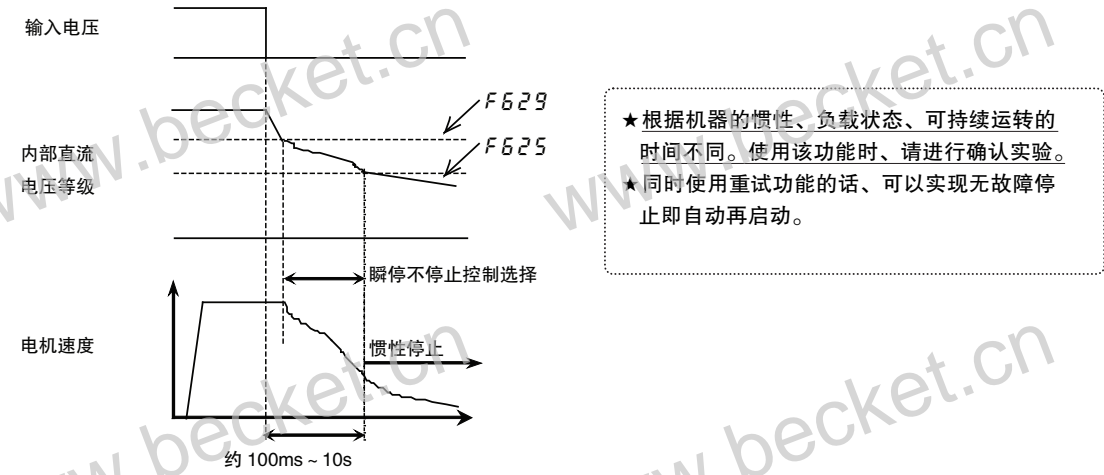 输入电压
F629
F625
内部直流
电压等级
瞬停不停止控制选择
电机速度
惯性停止
约 100ms ~ 10s
★根据机器的惯性、负载状态、可持续运转的
时间不同。使用该功能时、请进行确认实验。
★同时使用重试功能的话、可以实现无故障停
止即自动再启动。
www.becket.cn
www.becket.cn
www.becket.cn
www.becket.cn